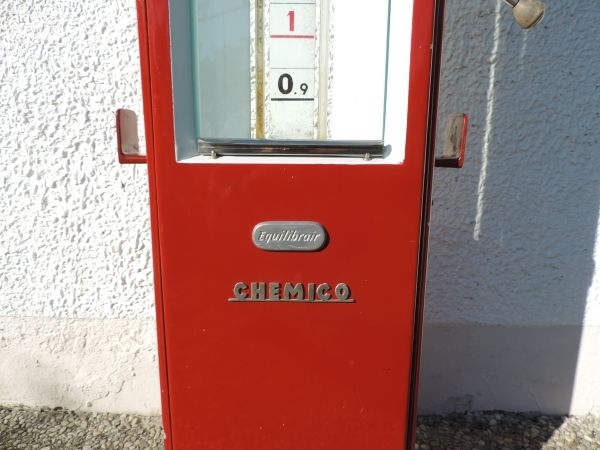 1
0.9
Equilibrair
CHEMICO